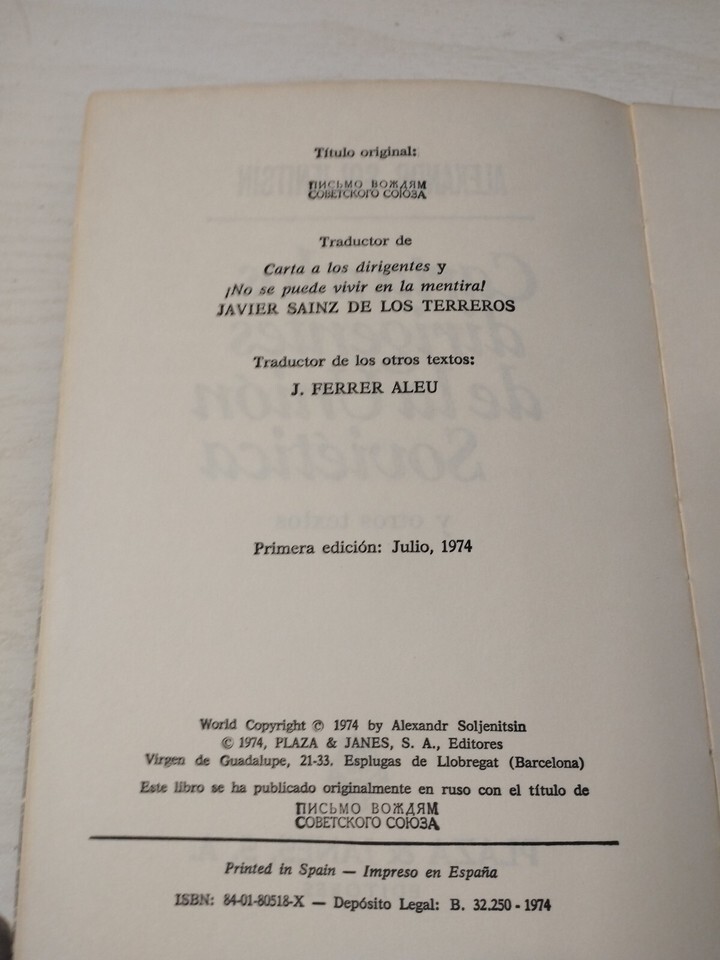 Título original:
ПИСЬМО ВОЖДЯМ
СОВЕТСКОГО СОЮЗА
Traductor de
Carta a los dirigentes y
¡No se puede vivir en la mentira!
JAVIER SAINZ DE LOS TERREROS
Traductor de los otros textos:
J. FERRER ALEU
Primera edición: Julio, 1974
World Copyright © 1974 by Alexandr Soljenitsin
© 1974, PLAZA & JANES, S. A., Editores
Virgen de Guadalupe, 21-33. Esplugas de Llobregat (Barcelona)
Este libro se ha publicado originalmente en ruso con el título de
ПИСЬМО ВОЖДЯМ
СОВЕТСКОГО СОЮЗА
Printed in Spain — Impreso en España
ISBN: 84-01-80518-X — Depósito Legal: B. 32.250 - 1974